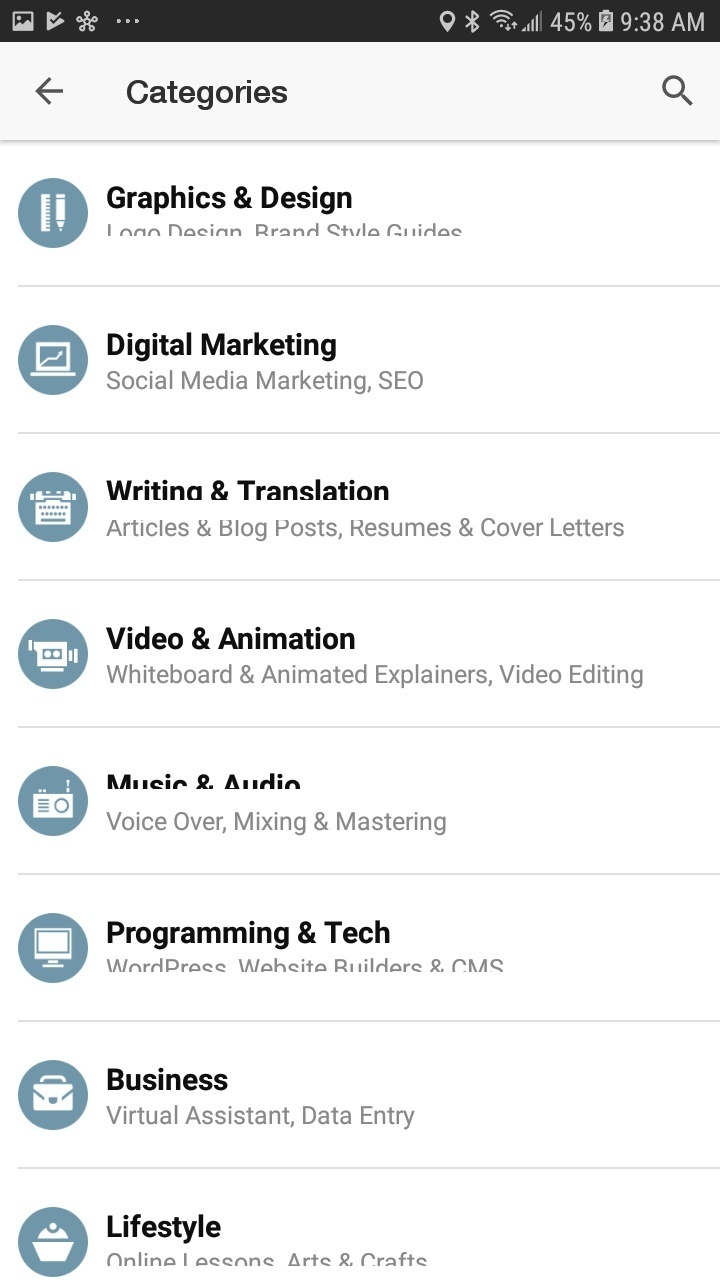 45% 9:38 AM
Categories
Graphics & Design
Logo Design, Brand Style Guides
Digital Marketing
Social Media Marketing, SEO
Writing & Translation
Articles & Blog Posts, Resumes & Cover Letters
Video & Animation
Whiteboard & Animated Explainers, Video Editing
Music & Audio
Voice Over, Mixing & Mastering
Programming & Tech
WordPress, Website Builders & CMS
Business
Virtual Assistant, Data Entry
Lifestyle
Online Lessons, Arts & Crafts